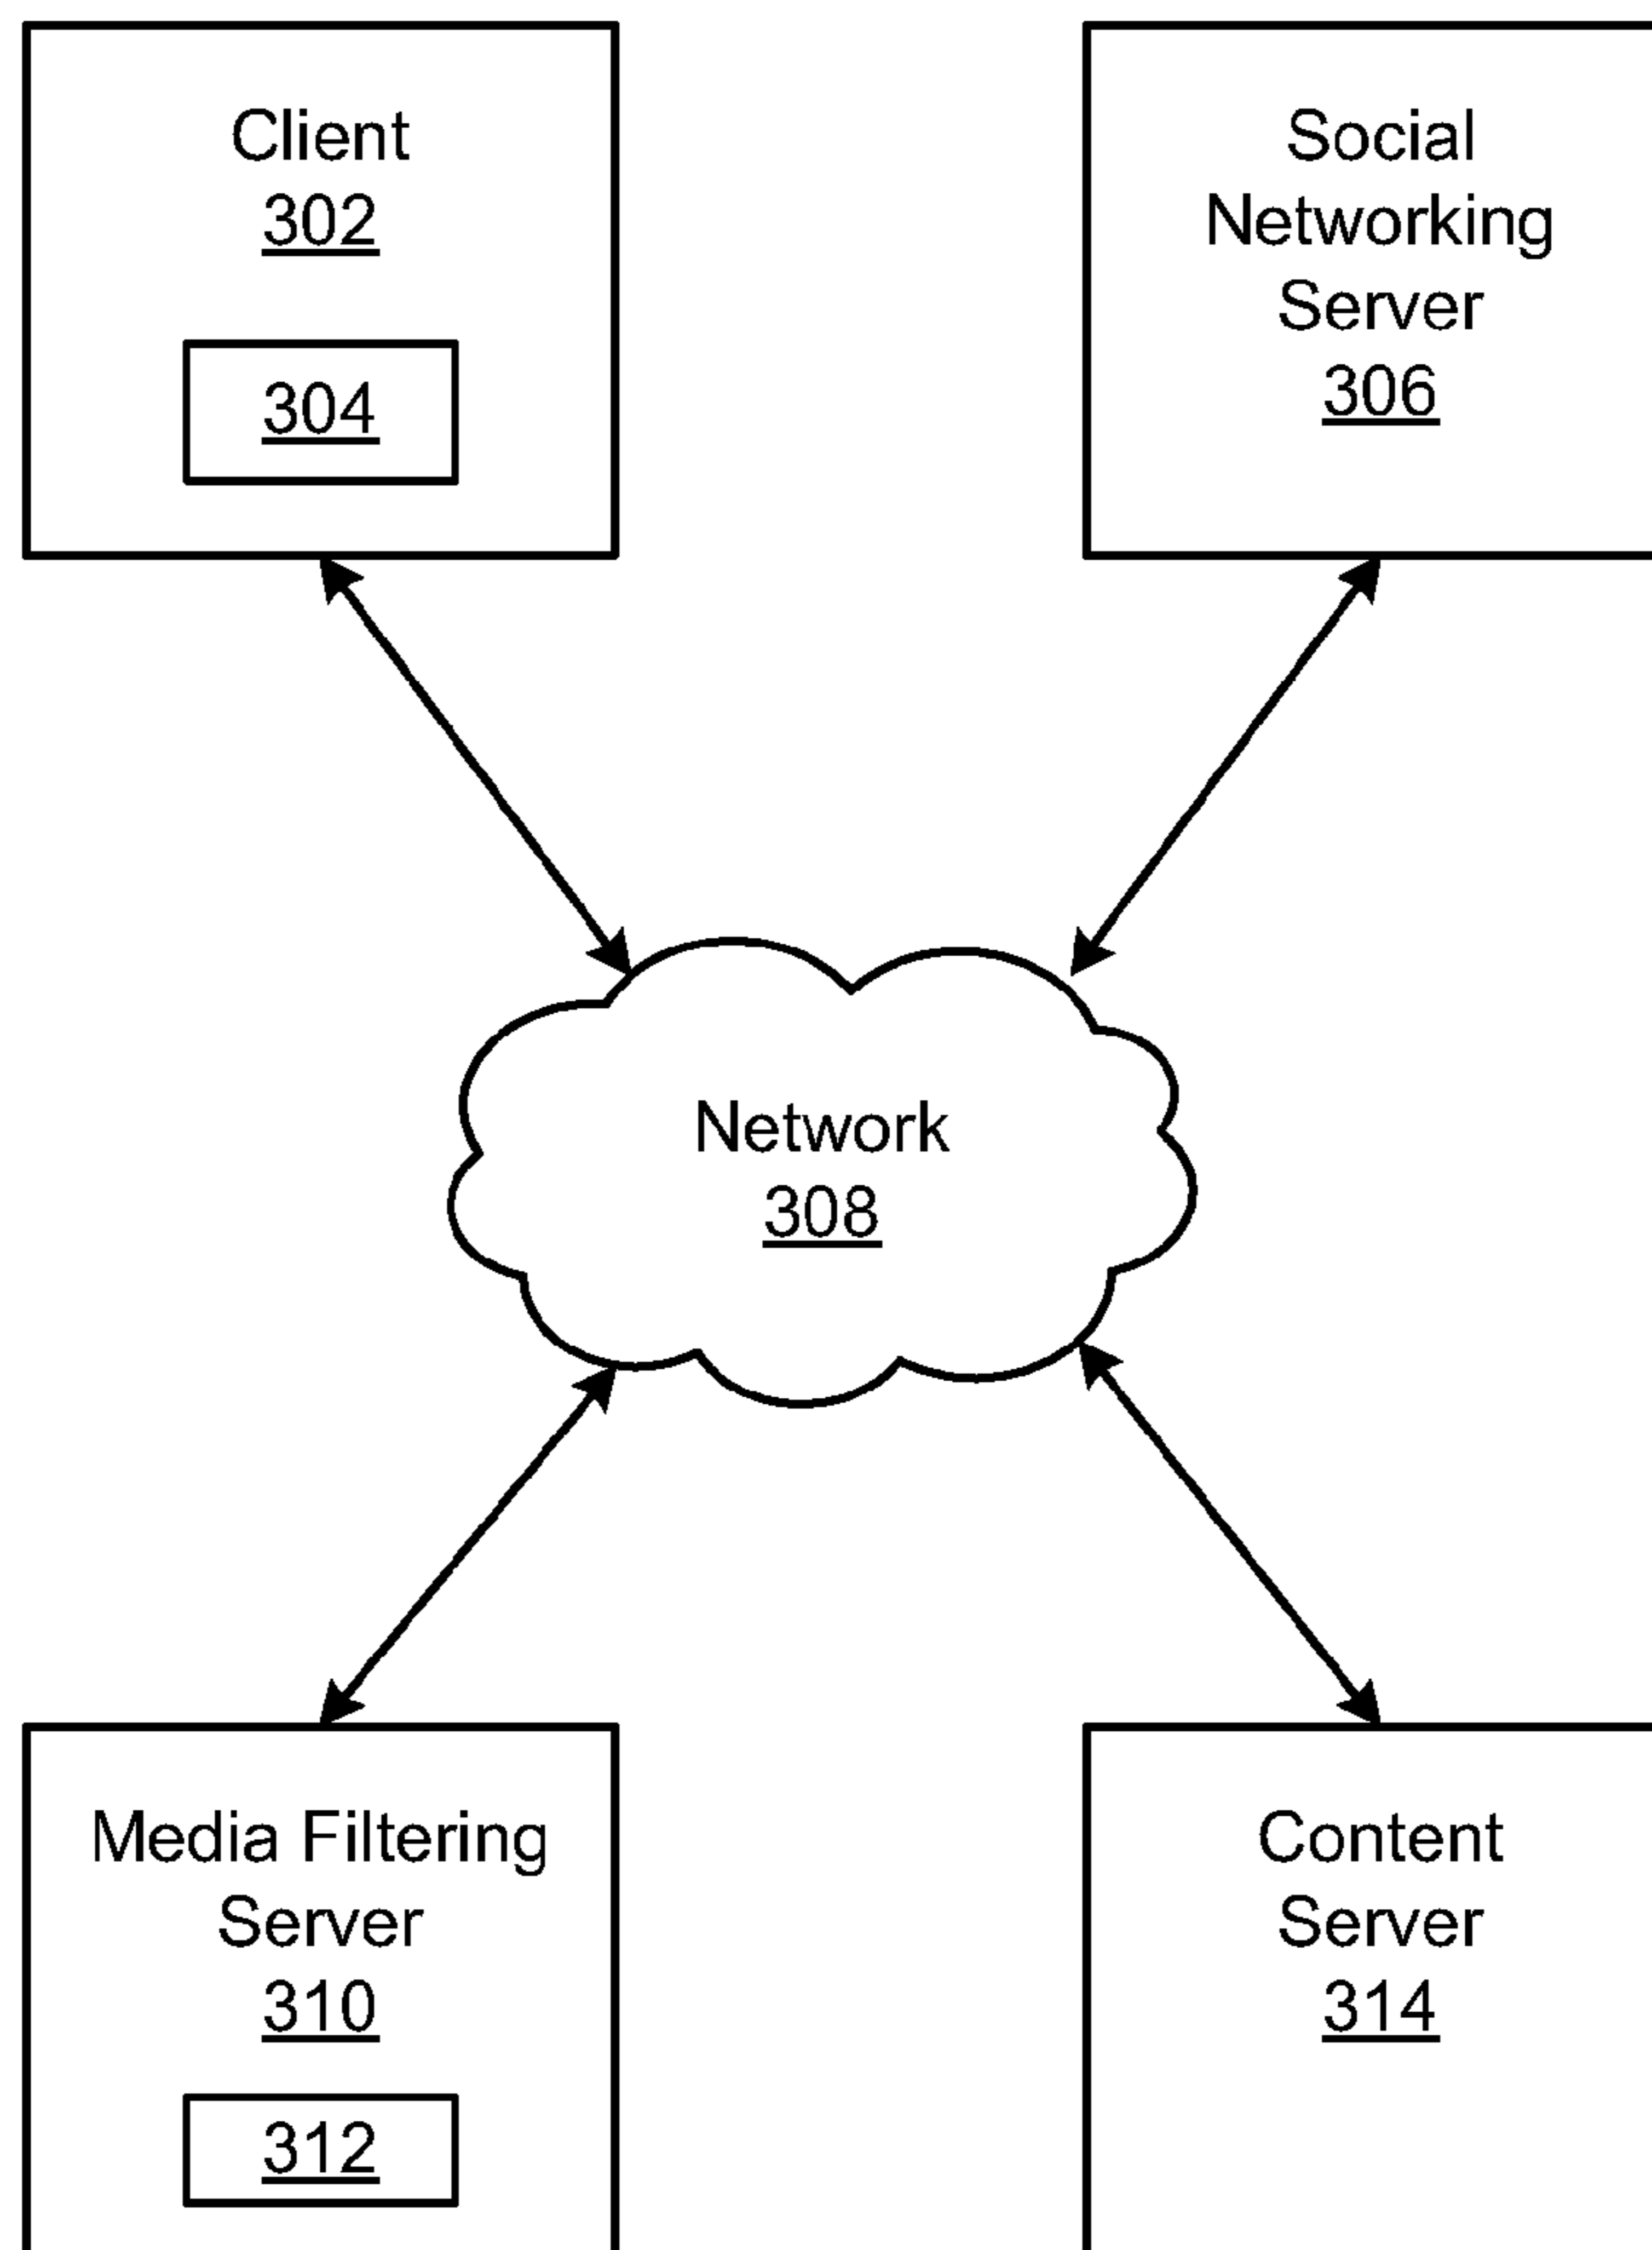 Client
302
304
Social
Networking
Server
306
Network
308
Media Filtering
Server
310
312
Content
Server
314